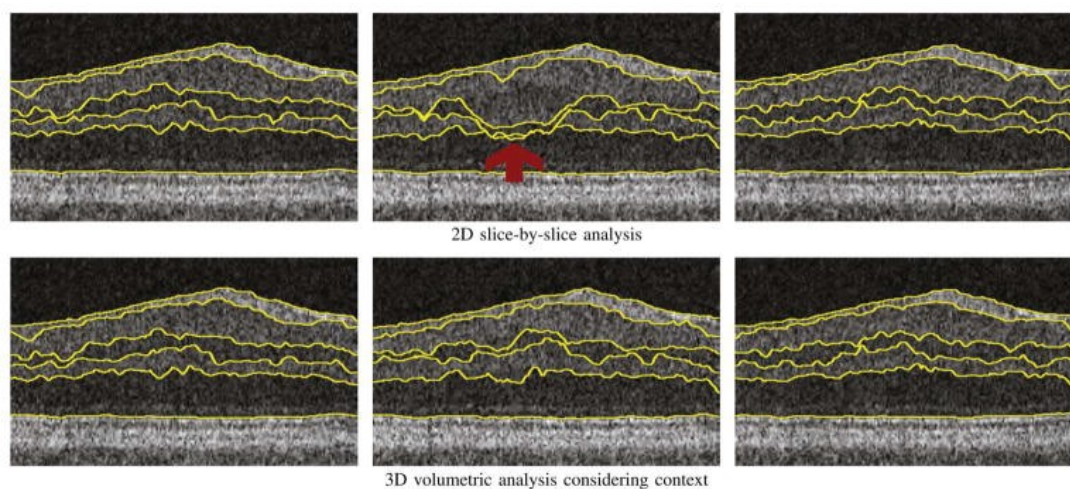 2D slice-by-slice analysis
3D volumetric analysis considering context